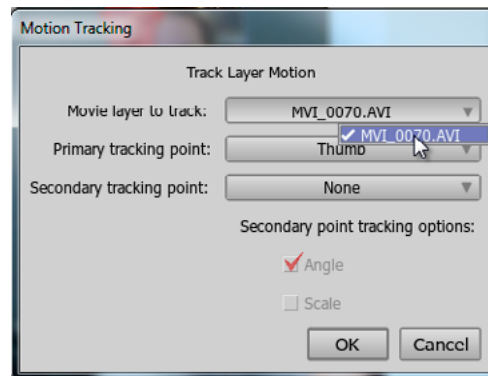 Motion Tracking
Track Layer Motion
Movie layer to track: MVI_0070.AVI
✓ MVI_0070.AVI
Primary tracking point: Thumb
Secondary tracking point: None
Secondary point tracking options:
Angle
Scale
OK Cancel